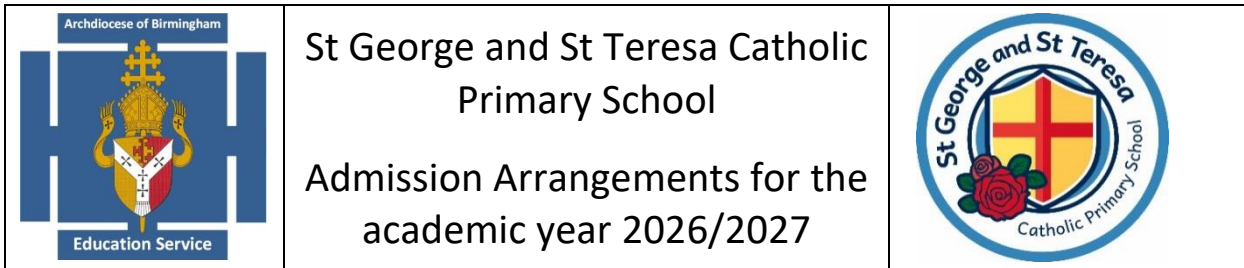 Archdiocese of Birmingham
Education Service
St George and St Teresa Catholic
Primary School
Admission Arrangements for the
academic year 2026/2027
St George and St Teresa
Catholic Primary School